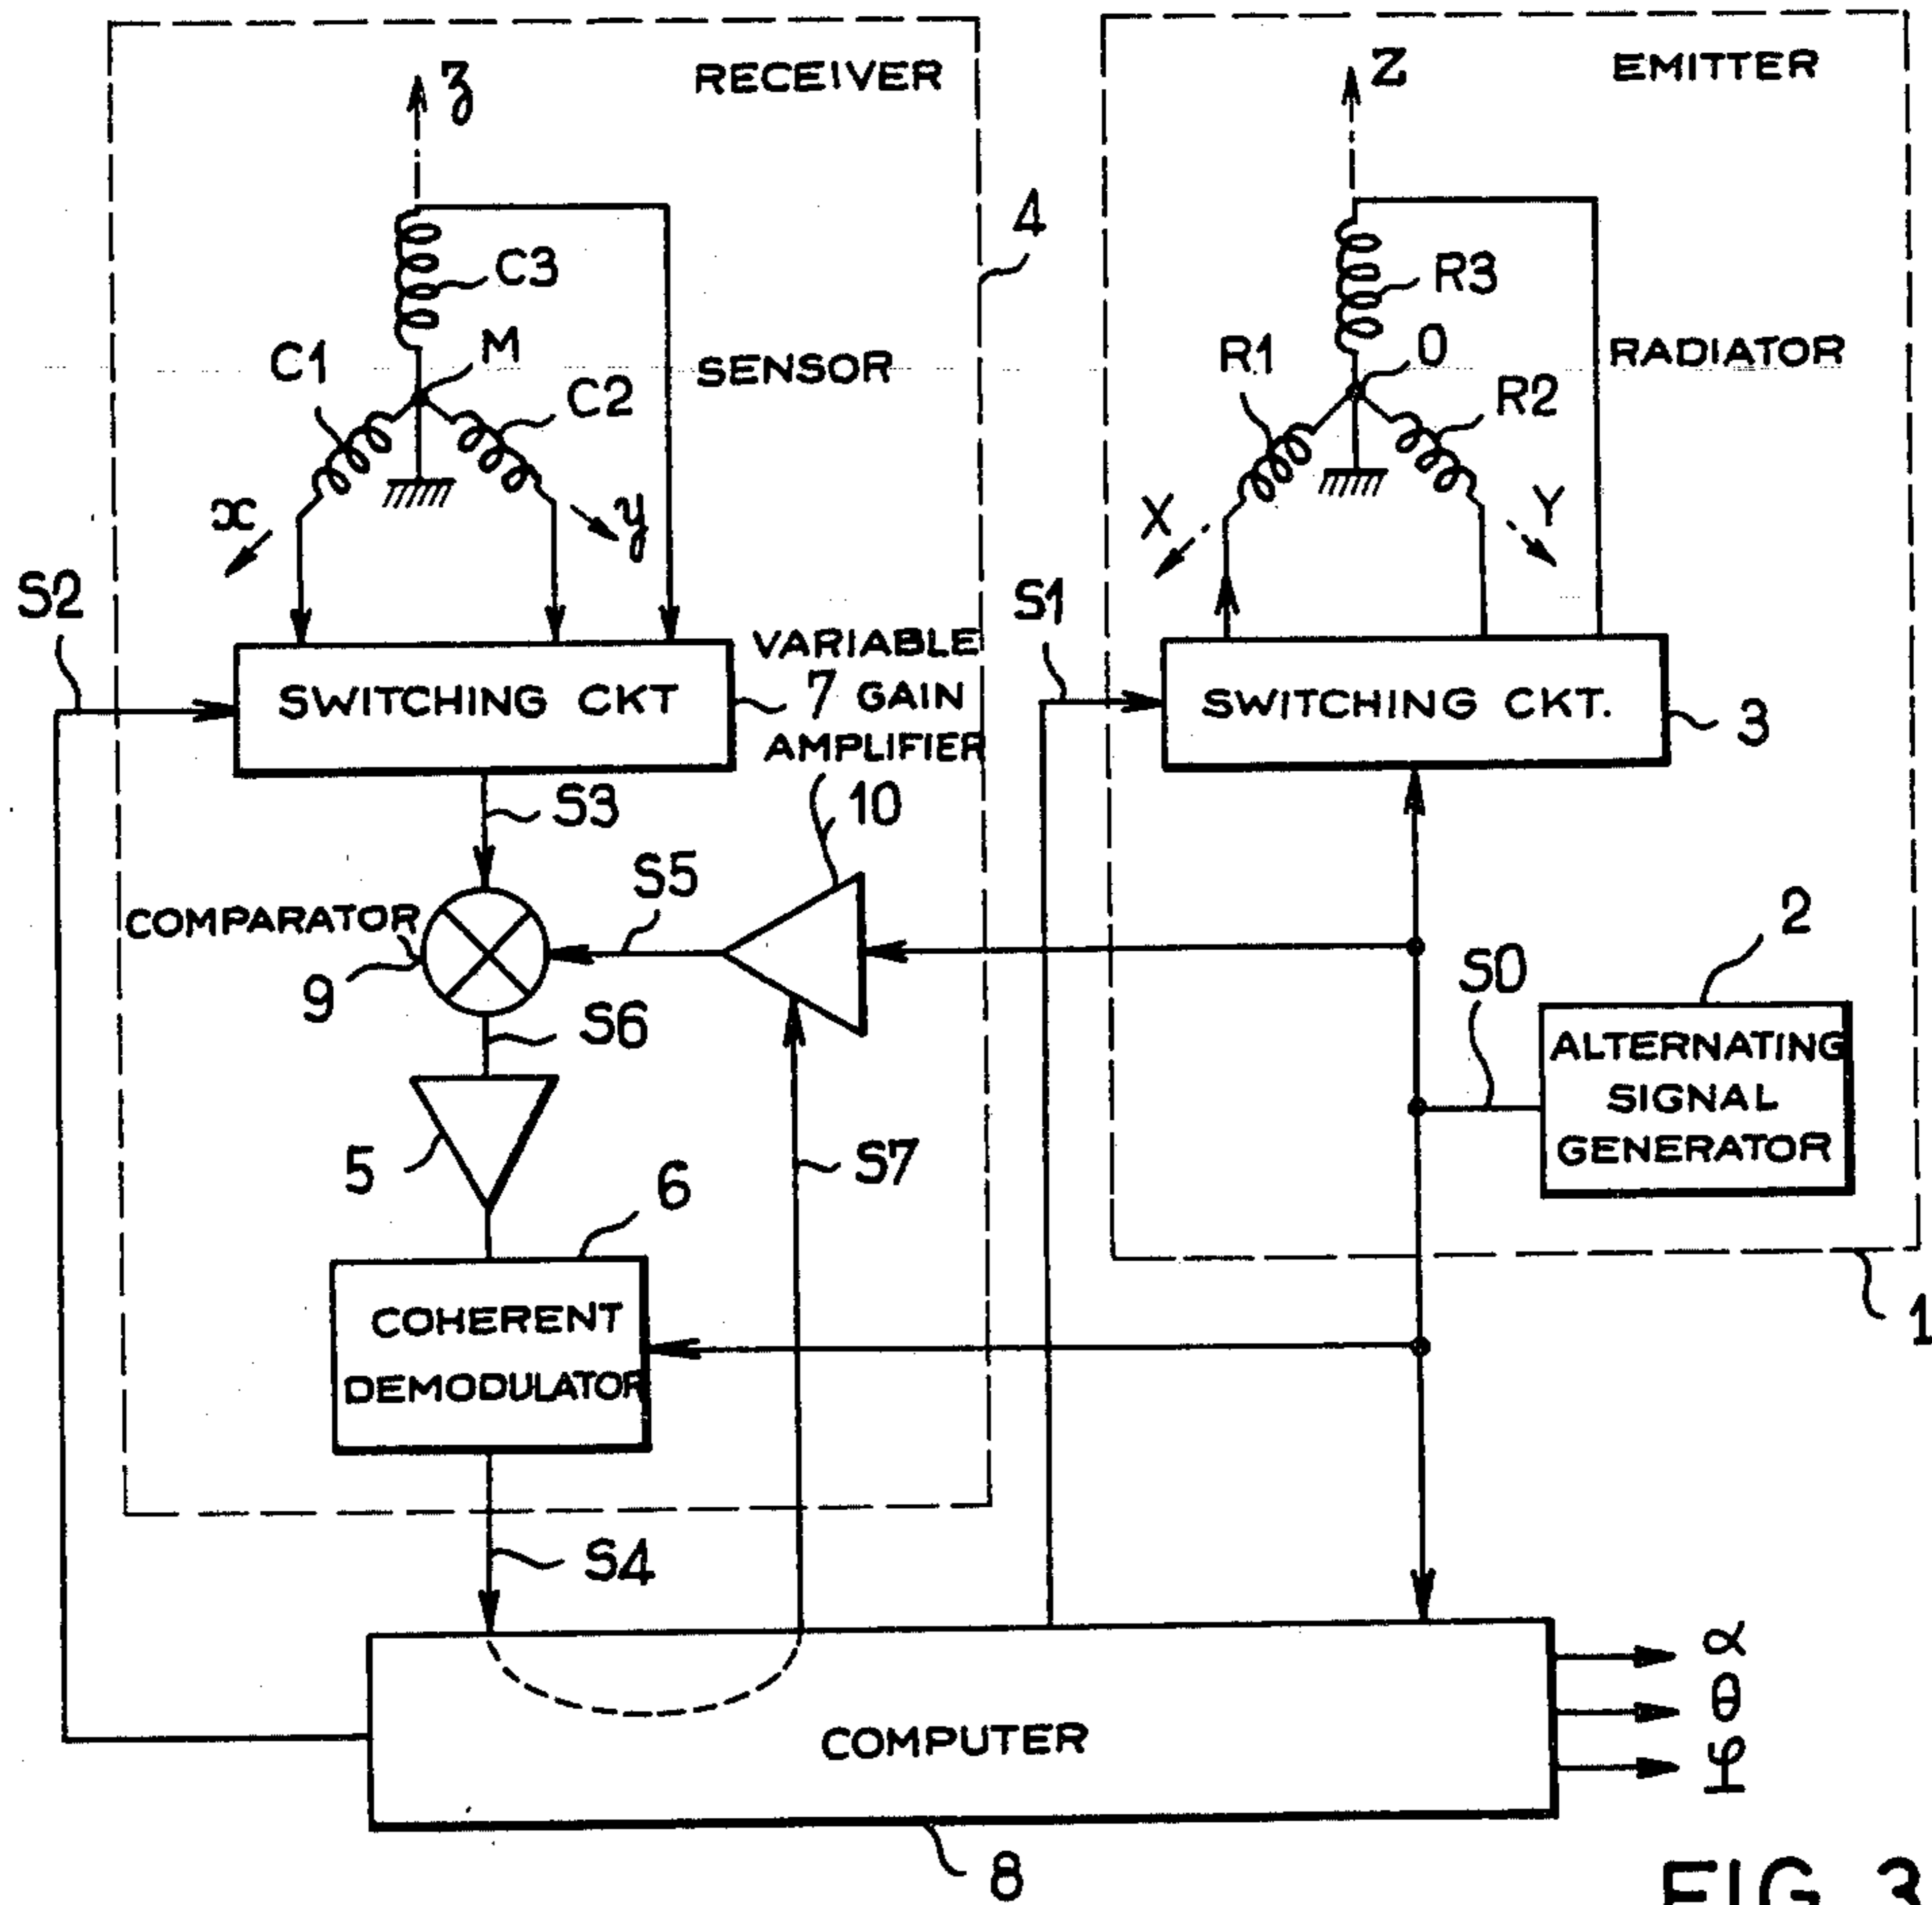 RECEIVER
EMITTER
z
Z
4
C3
R3
C1
M
SENSOR
C2
R1
O
RADIATOR
R2
x
y
X
Y
S2
S1
VARIABLE
7 GAIN
AMPLIFIER
SWITCHING CKT
SWITCHING CKT.
3
S3
10
S5
COMPARATOR
9
2
S0
S6
ALTERNATING
SIGNAL
GENERATOR
5
S7
6
1
COHERENT
DEMODULATOR
S4
α
θ
φ
COMPUTER
8
FIG. 3